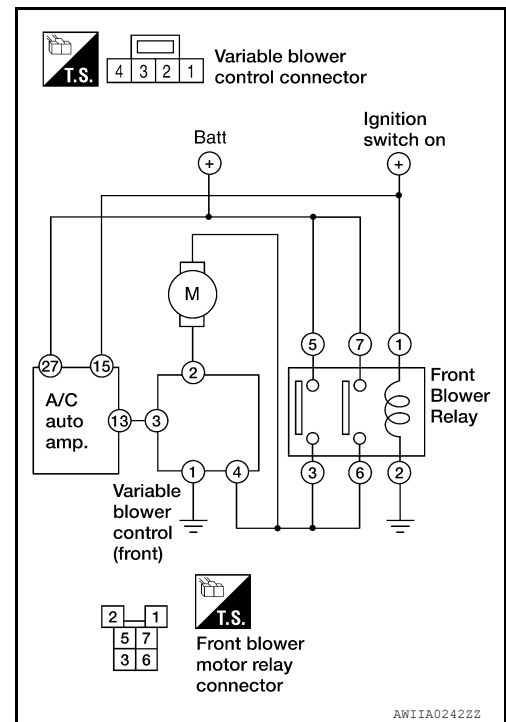 T.S.
4 3 2 1
Variable blower
control connector
Batt
+
Ignition
switch on
+
M
5 7 1
27 15
2
Front
Blower
Relay
A/C
auto
amp.
13 3
1 4
3 6 2
Variable
blower
control
(front)
T.S.
2 1
5 7
3 6
Front blower
motor relay
connector
AWIIA0242ZZ